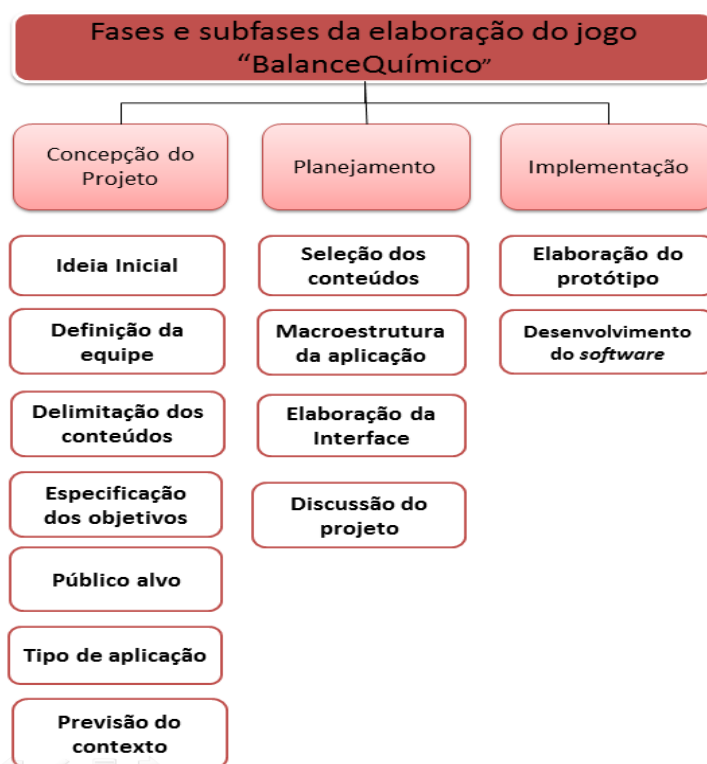 Fases e subfases da elaboração do jogo
“BalanceQuímico”
Concepção do
Projeto
Ideia Inicial
Definição da
equipe
Delimitação dos
conteúdos
Especificação
dos objetivos
Público alvo
Tipo de aplicação
Previsão do
contexto
Planejamento
Seleção dos
conteúdos
Macroestrutura
da aplicação
Elaboração da
Interface
Discussão do
projeto
Implementação
Elaboração do
protótipo
Desenvolvimento
do software